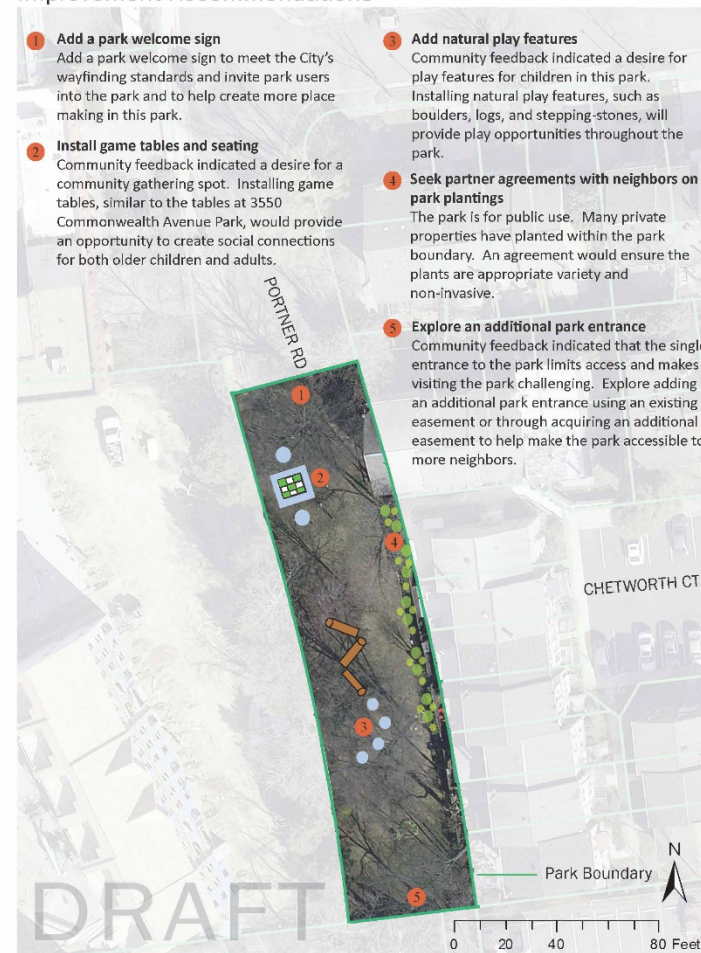 1 Add a park welcome sign
Add a park welcome sign to meet the City's
wayfinding standards and invite park users
into the park and to help create more place
making in this park.
2 Install game tables and seating
Community feedback indicated a desire for a
community gathering spot. Installing game
tables, similar to the tables at 3550
Commonwealth Avenue Park, would provide
an opportunity to create social connections
for both older children and adults.
3 Add natural play features
Community feedback indicated a desire for
play features for children in this park.
Installing natural play features, such as
boulders, logs, and stepping-stones, will
provide play opportunities throughout the
park.
4 Seek partner agreements with neighbors on
park plantings
The park is for public use. Many private
properties have planted within the park
boundary. An agreement would ensure the
plants are appropriate variety and
non-invasive.
5 Explore an additional park entrance
Community feedback indicated that the single
entrance to the park limits access and makes
visiting the park challenging. Explore adding
an additional park entrance using an existing
easement or through acquiring an additional
easement to help make the park accessible to
more neighbors.
PORTNER RD
1
2
4
CHETWORTH CT
3
5
Park Boundary
N
DRAFT
0 20 40 80 Feet